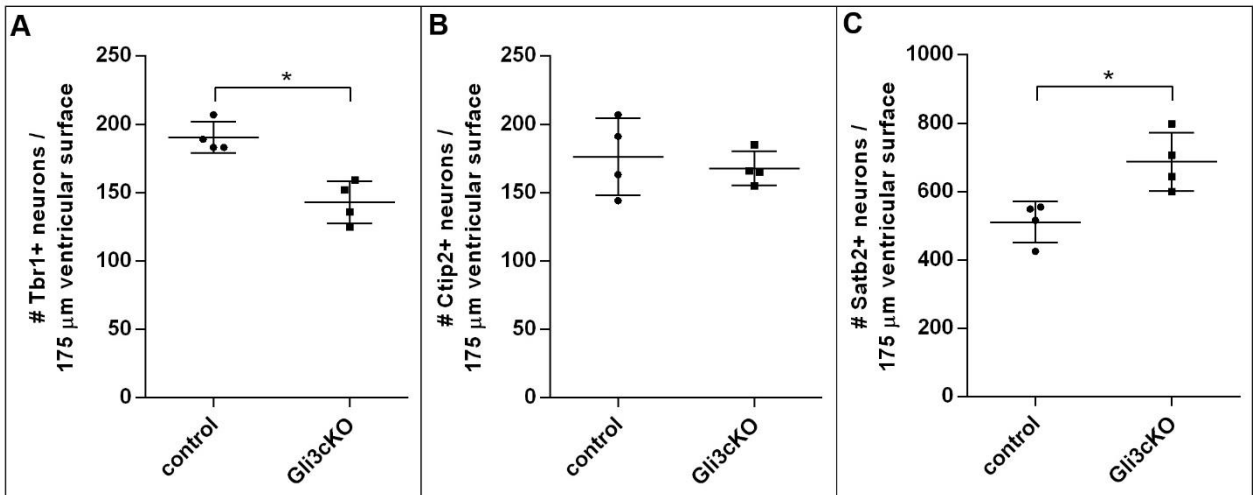 A
# Tbr1+ neurons /
175 μm ventricular surface
250
200
150
100
50
0
*
control
Gli3cKO
B
# Ctip2+ neurons /
175 μm ventricular surface
250
200
150
100
50
0
control
Gli3cKO
C
# Satb2+ neurons /
175 μm ventricular surface
1000
800
600
400
200
0
*
control
Gli3cKO